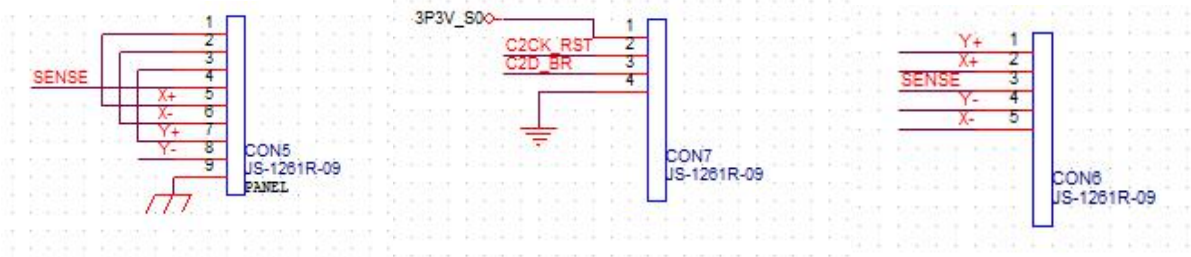 1
2
3
4
5
6
7
8
9
SENSE
X+
X-
Y+
Y-
CON5
JS-1261R-09
PANEL
3P3V_S0
C2CK_RST
C2D_BR
1
2
3
4
CON7
JS-1261R-09
Y+
X+
SENSE
Y-
X-
1
2
3
4
5
CON6
JS-1261R-09